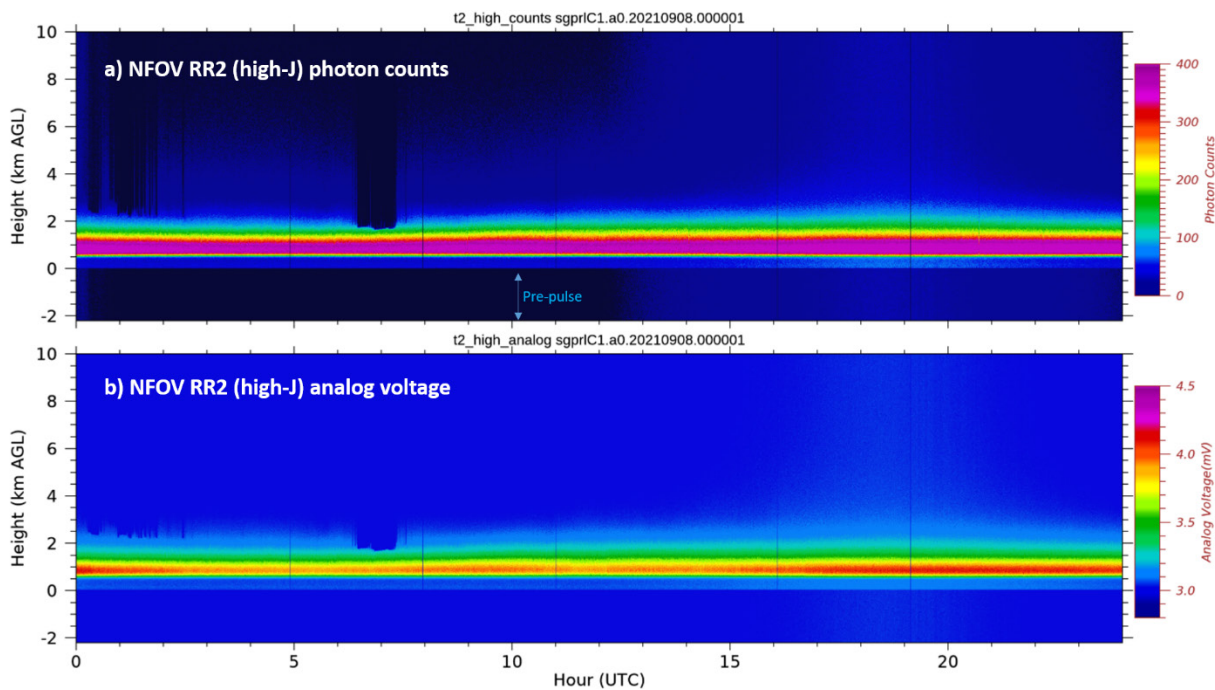 t2_high_counts sgprlC1.a0.20210908.000001
a) NFOV RR2 (high-J) photon counts
Height (km AGL)
10
8
6
4
2
0
-2
Pre-pulse
400
300
200
100
0
Photon Counts
t2_high_analog sgprlC1.a0.20210908.000001
b) NFOV RR2 (high-J) analog voltage
Height (km AGL)
10
8
6
4
2
0
-2
4.5
4.0
3.5
3.0
Analog Voltage(mV)
0 5 10 15 20
Hour (UTC)